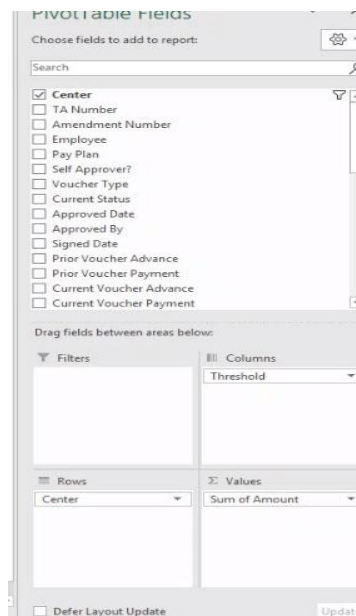 PivotTable Fields
Choose fields to add to report:
Search
Center
TA Number
Amendment Number
Employee
Pay Plan
Self Approver?
Voucher Type
Current Status
Approved Date
Approved By
Signed Date
Prior Voucher Advance
Prior Voucher Payment
Current Voucher Advance
Current Voucher Payment
Drag fields between areas below:
Filters
Columns
Threshold
Rows
Σ Values
Center
Sum of Amount
Defer Layout Update
Update